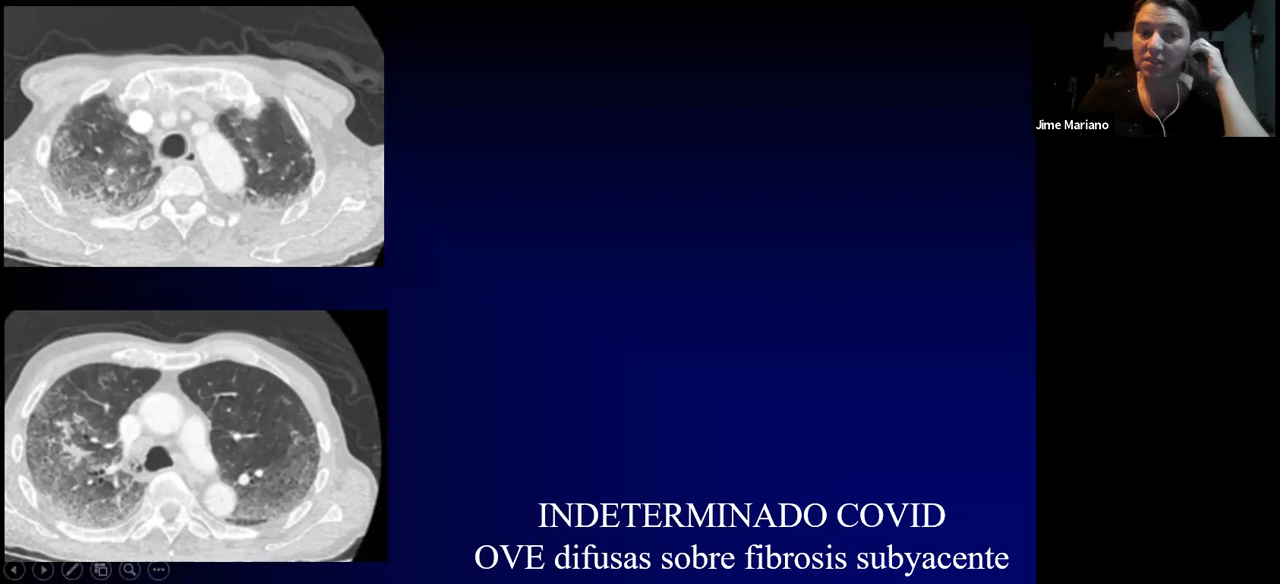 Jime Mariano
INDETERMINADO COVID
OVE difusas sobre fibrosis subyacente